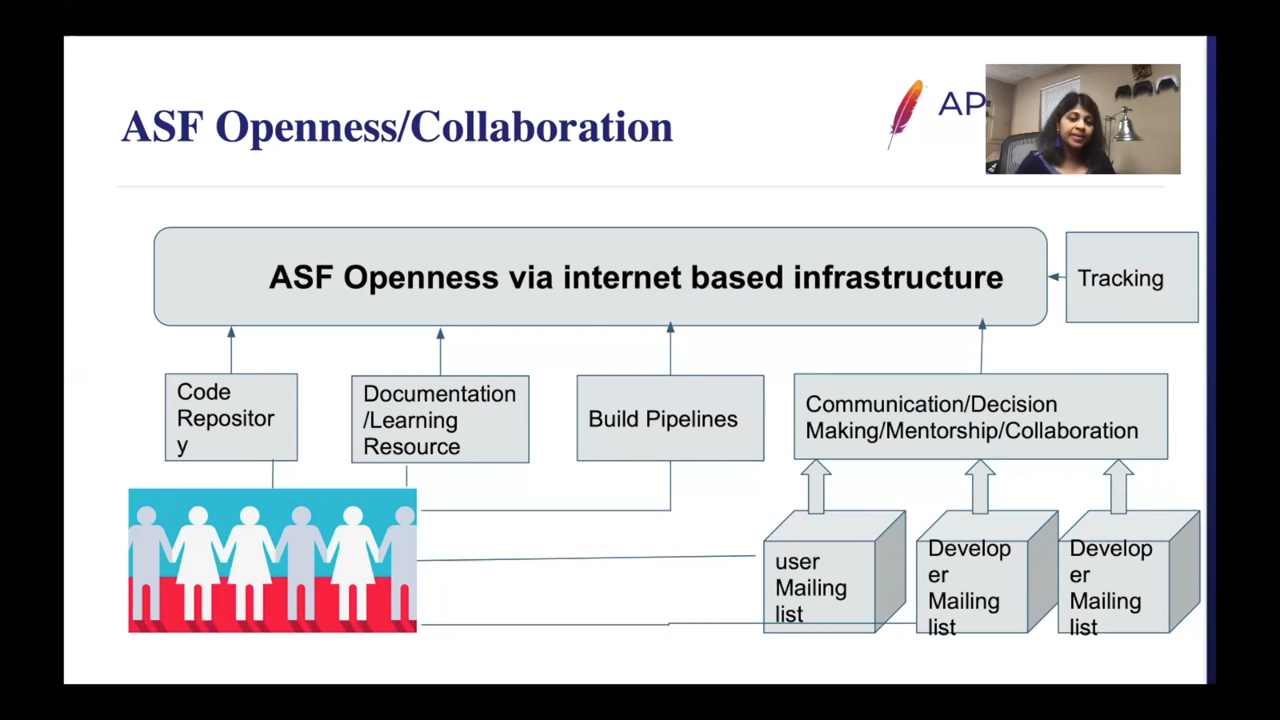 ASF Openness/Collaboration
AP
ASF Openness via internet based infrastructure
Tracking
Code
Repositor
y
Documentation
/Learning
Resource
Build Pipelines
Communication/Decision
Making/Mentorship/Collaboration
user
Mailing
list
Develop
er
Mailing
list
Develop
er
Mailing
list